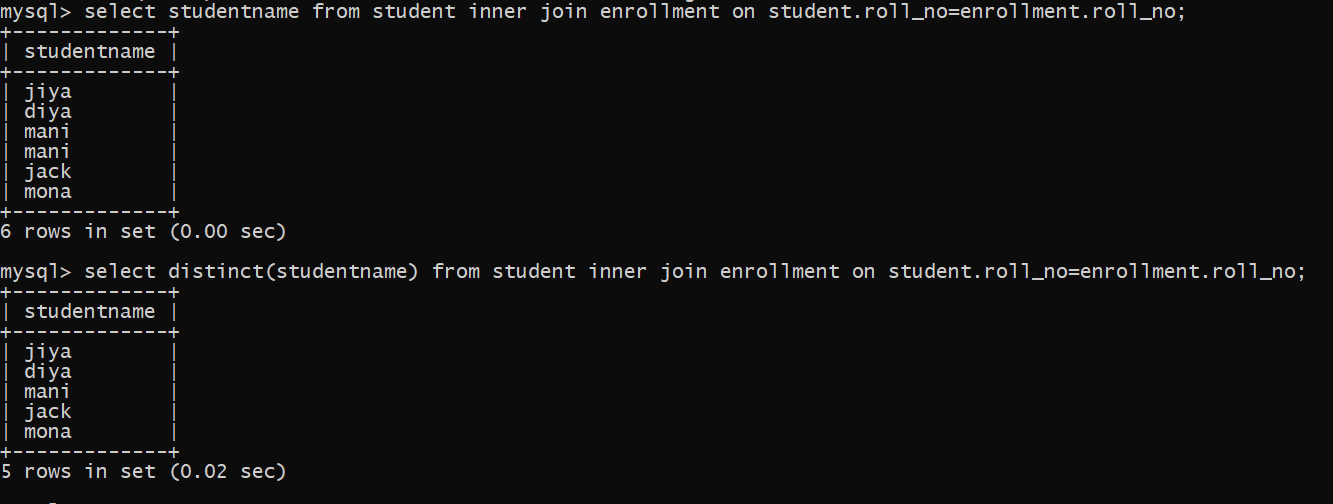 mysql> select studentname from student inner join enrollment on student.roll_no=enrollment.roll_no;
+-------------+
| studentname |
+-------------+
| jiya        |
| diya        |
| mani        |
| mani        |
| jack        |
| mona        |
+-------------+
6 rows in set (0.00 sec)

mysql> select distinct(studentname) from student inner join enrollment on student.roll_no=enrollment.roll_no;
+-------------+
| studentname |
+-------------+
| jiya        |
| diya        |
| mani        |
| jack        |
| mona        |
+-------------+
5 rows in set (0.02 sec)